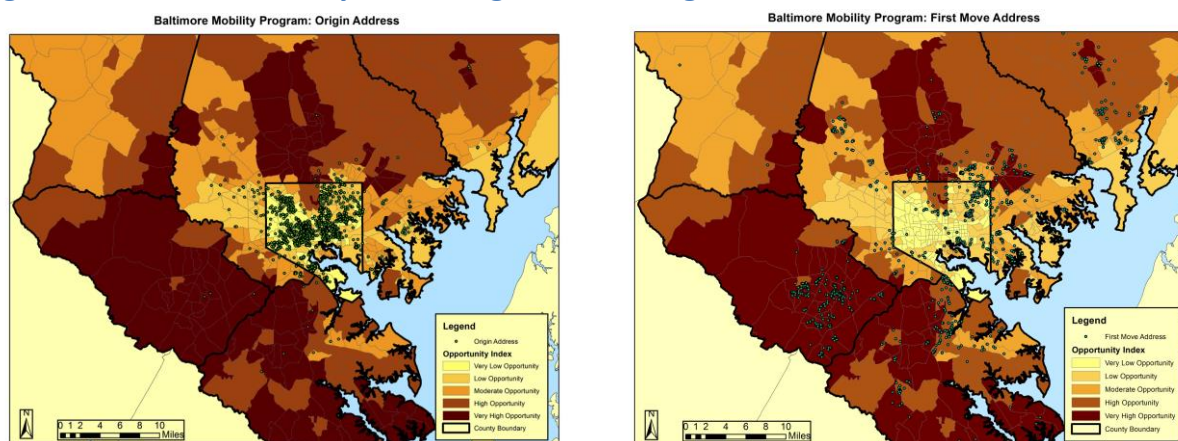 Baltimore Mobility Program: Origin Address
Legend
Origin Address
Opportunity Index
Very Low Opportunity
Low Opportunity
Moderate Opportunity
High Opportunity
Very High Opportunity
County Boundary
N
0 1 2 4 6 8 10
Miles
Baltimore Mobility Program: First Move Address
Legend
First Move Address
Opportunity Index
Very Low Opportunity
Low Opportunity
Moderate Opportunity
High Opportunity
Very High Opportunity
County Boundary
N
0 1 2 4 6 8 10
Miles